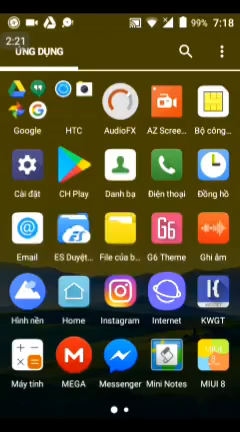 99% 7:18
2:21
ỨNG DỤNG
Google HTC AudioFX AZ Scree... Bộ công...
Cài đặt CH Play Danh bạ Điện thoại Đồng hồ
G6
Email ES Duyệt... File của b... G6 Theme Ghi âm
Hình nền Home Instagram Internet KWGT
Máy tính MEGA Messenger Mini Notes MIUI 8